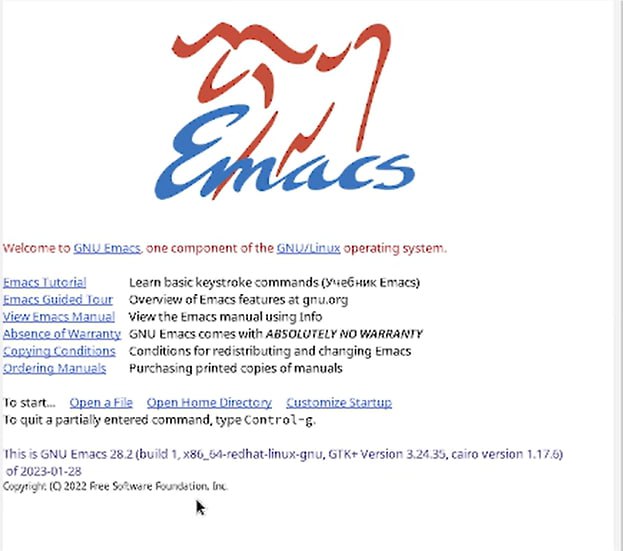 Emacs
Welcome to GNU Emacs, one component of the GNU/Linux operating system.
Emacs Tutorial Learn basic keystroke commands (Учебник Emacs)
Emacs Guided Tour Overview of Emacs features at gnu.org
View Emacs Manual View the Emacs manual using Info
Absence of Warranty GNU Emacs comes with ABSOLUTELY NO WARRANTY
Copying Conditions Conditions for redistributing and changing Emacs
Ordering Manuals Purchasing printed copies of manuals
To start... Open a File Open Home Directory Customize Startup
To quit a partially entered command, type Control-g.
This is GNU Emacs 28.2 (build 1, x86_64-redhat-linux-gnu, GTK+ Version 3.24.35, cairo version 1.17.6)
of 2023-01-28
Copyright (C) 2022 Free Software Foundation, Inc.